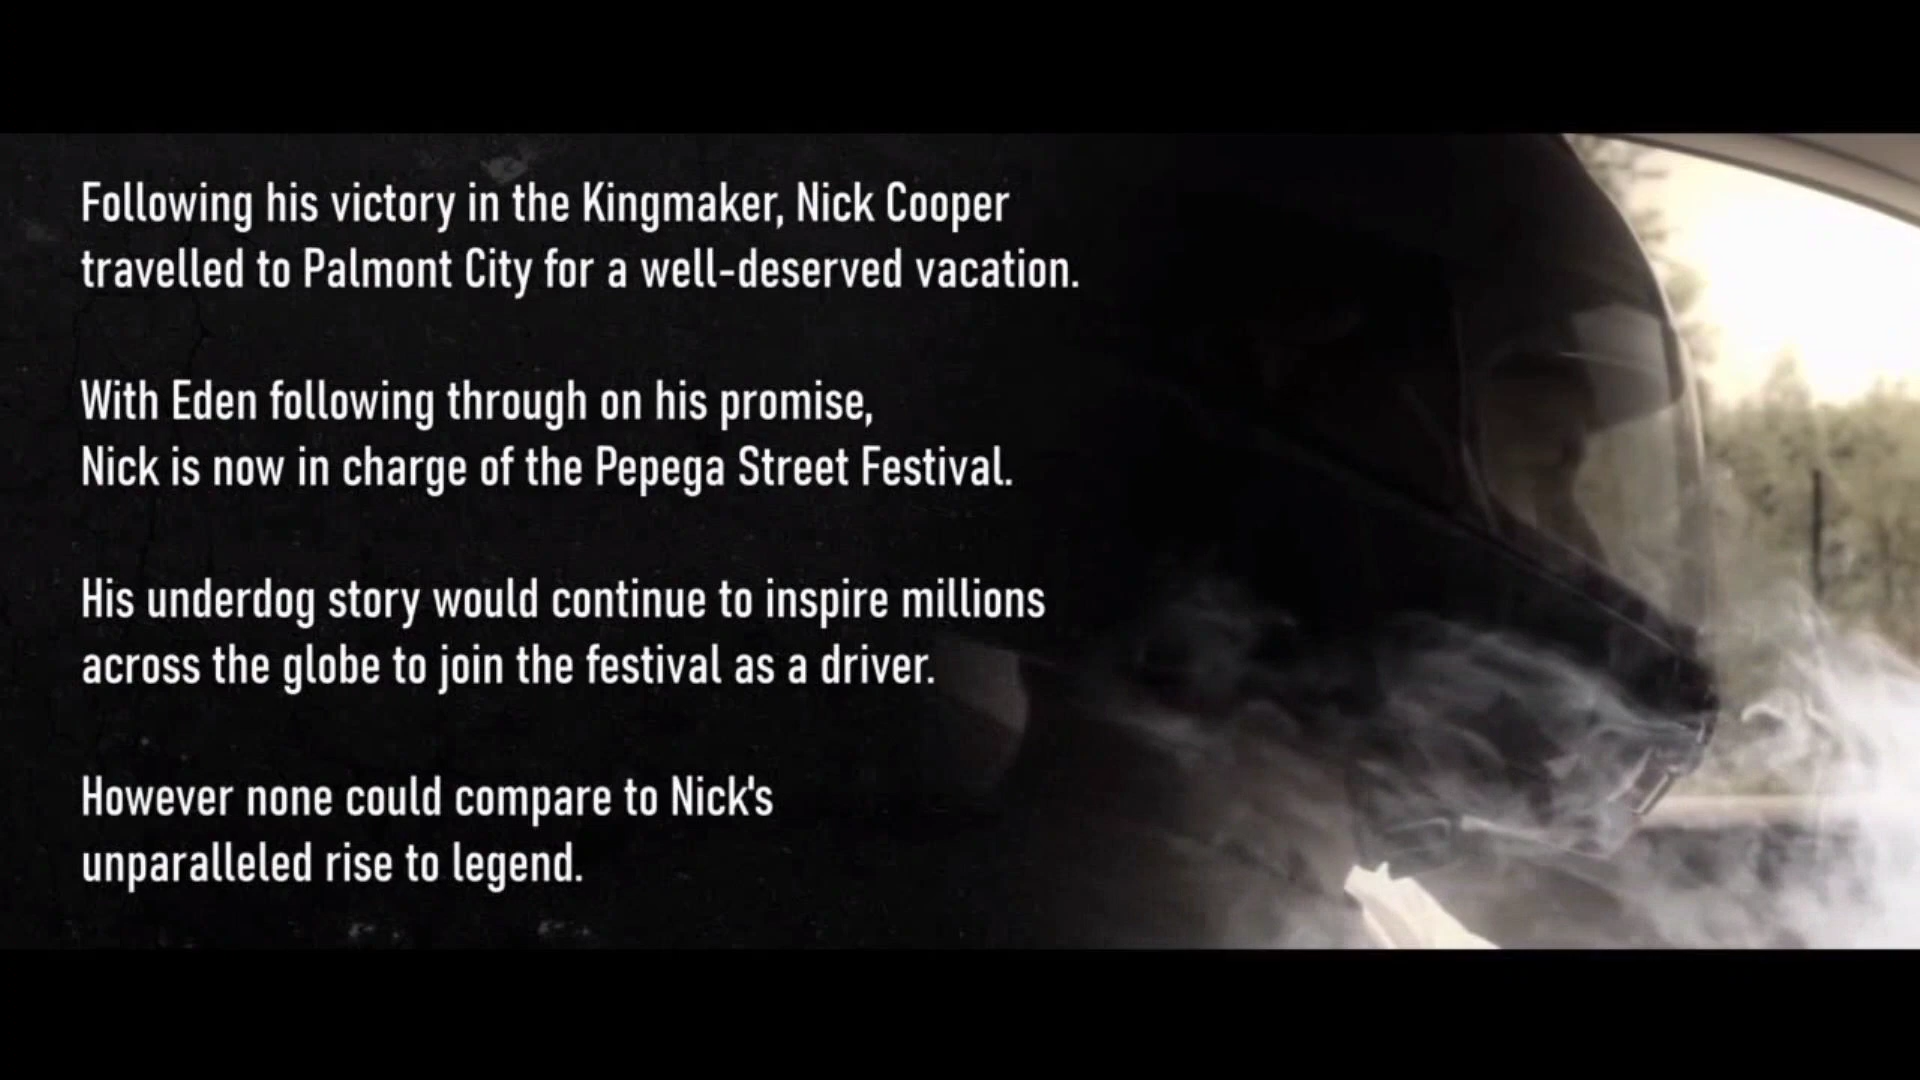 Following his victory in the Kingmaker, Nick Cooper
travelled to Palmont City for a well-deserved vacation.
With Eden following through on his promise,
Nick is now in charge of the Pepega Street Festival.
His underdog story would continue to inspire millions
across the globe to join the festival as a driver.
However none could compare to Nick's
unparalleled rise to legend.